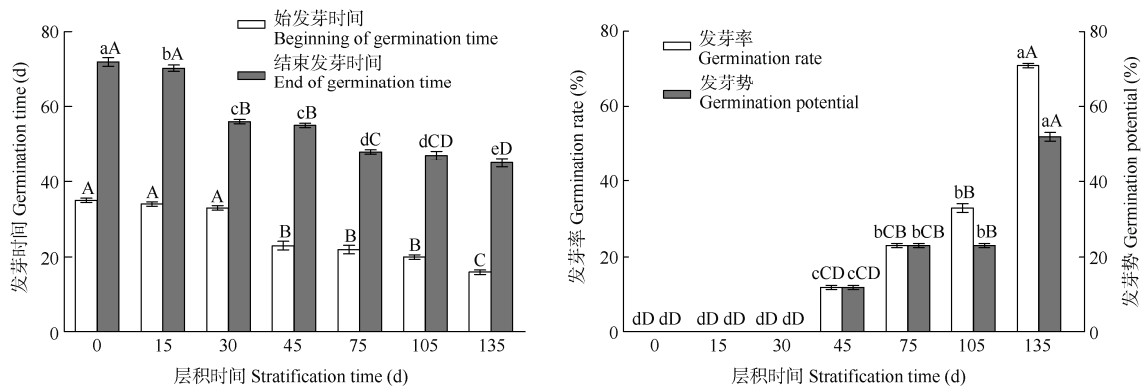 80
60
40
20
0
发芽时间 Germination time (d)
始发芽时间
Beginning of germination time
结束发芽时间
End of germination time
aA
bA
cB
cB
dC
dCD
eD
A
A
A
B
B
B
C
0 15 30 45 75 105 135
层积时间 Stratification time (d)
80
60
40
20
0
发芽率 Germination rate (%)
发芽率
Germination rate
发芽势
Germination potential
aA
aA
bB
bB
bCB bCB
cCD cCD
dD dD dD dD dD dD
0 15 30 45 75 105 135
层积时间 Stratification time (d)
80
60
40
20
0
发芽势 Germination potential (%)